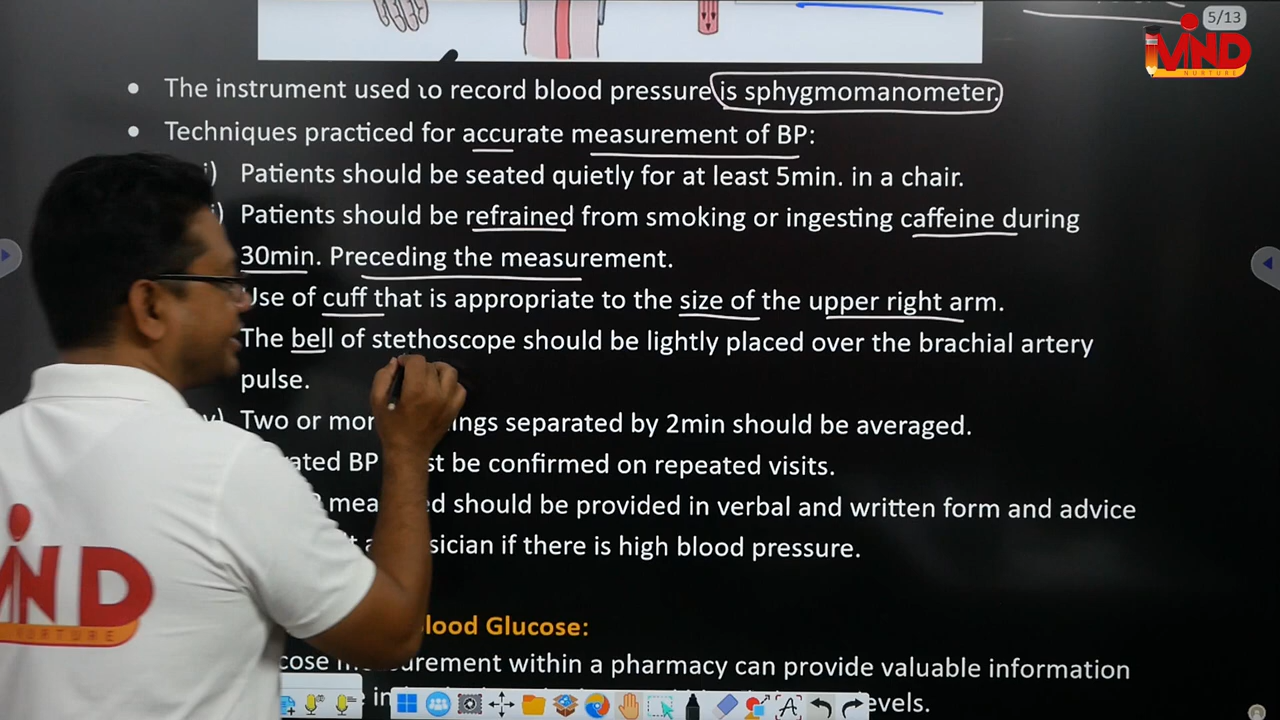 5/13
MIND
NURTURE
• The instrument used to record blood pressure is sphygmomanometer.
• Techniques practiced for accurate measurement of BP:
i) Patients should be seated quietly for at least 5min. in a chair.
) Patients should be refrained from smoking or ingesting caffeine during
30min. Preceding the measurement.
Use of cuff that is appropriate to the size of the upper right arm.
The bell of stethoscope should be lightly placed over the brachial artery
pulse.
v) Two or mor ings separated by 2min should be averaged.
ated BP st be confirmed on repeated visits.
mea d should be provided in verbal and written form and advice
sician if there is high blood pressure.
lood Glucose:
cose urement within a pharmacy can provide valuable information
in evels.
MIND
NURTURE